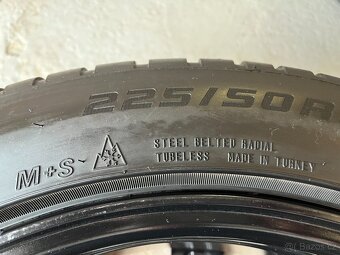 225/50R
M+S
STEEL BELTED RADIAL
TUBELESS MADE IN TURKEY